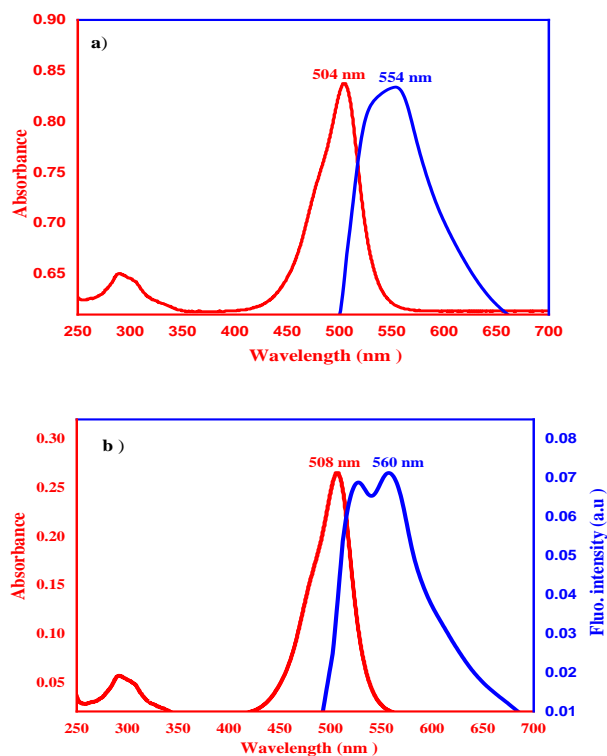 a)
504 nm 554 nm
0.90
0.85
0.80
0.75
0.70
0.65
Absorbance
250 300 350 400 450 500 550 600 650 700
Wavelength (nm )
b )
508 nm 560 nm
0.30
0.25
0.20
0.15
0.10
0.05
Absorbance
0.08
0.07
0.06
0.05
0.04
0.03
0.02
0.01
Fluo. intensity (a.u )
250 300 350 400 450 500 550 600 650 700
Wavelength (nm )